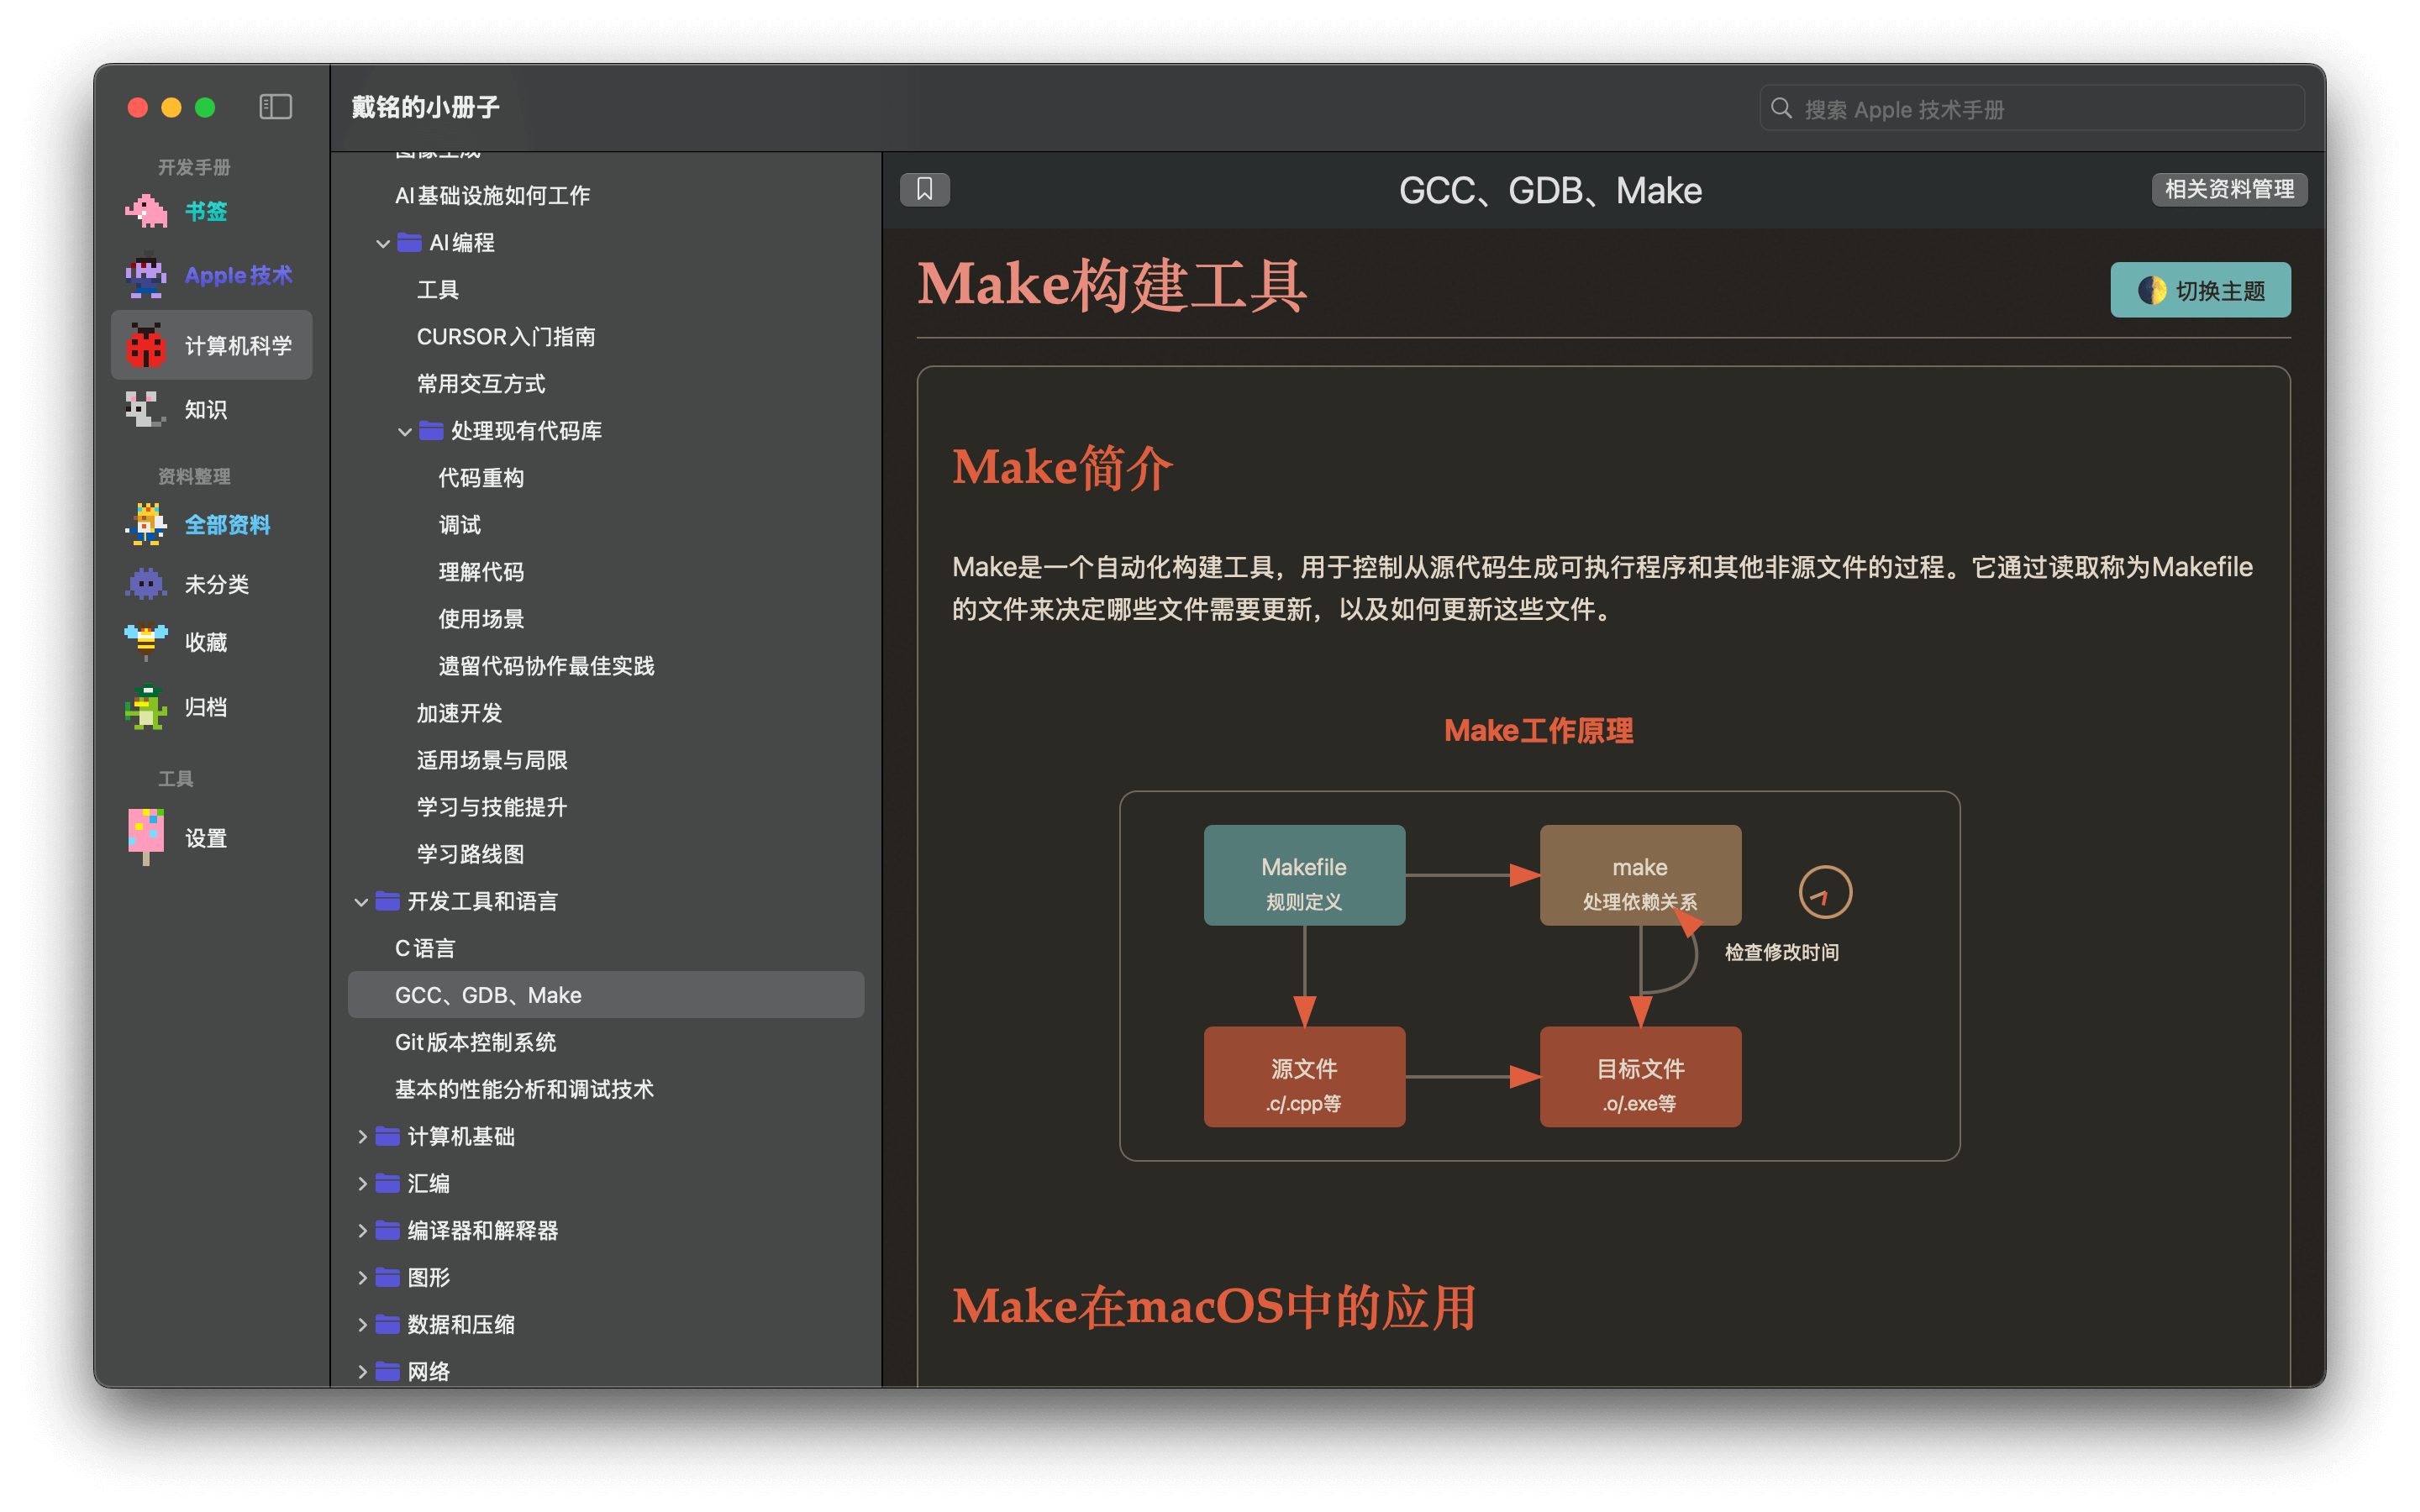 戴铭的小册子
搜索 Apple 技术手册
开发手册
书签
Apple技术
计算机科学
知识
资料整理
全部资料
未分类
收藏
归档
工具
设置
图像生成
AI基础设施如何工作
AI编程
工具
CURSOR入门指南
常用交互方式
处理现有代码库
代码重构
调试
理解代码
使用场景
遗留代码协作最佳实践
加速开发
适用场景与局限
学习与技能提升
学习路线图
开发工具和语言
C语言
GCC、GDB、Make
Git版本控制系统
基本的性能分析和调试技术
计算机基础
汇编
编译器和解释器
图形
数据和压缩
网络
GCC、GDB、Make
相关资料管理
Make构建工具
切换主题
Make简介
Make是一个自动化构建工具，用于控制从源代码生成可执行程序和其他非源文件的过程。它通过读取称为Makefile
的文件来决定哪些文件需要更新，以及如何更新这些文件。
Make工作原理
Makefile
规则定义
make
处理依赖关系
检查修改时间
源文件
.c/.cpp等
目标文件
.o/.exe等
Make在macOS中的应用